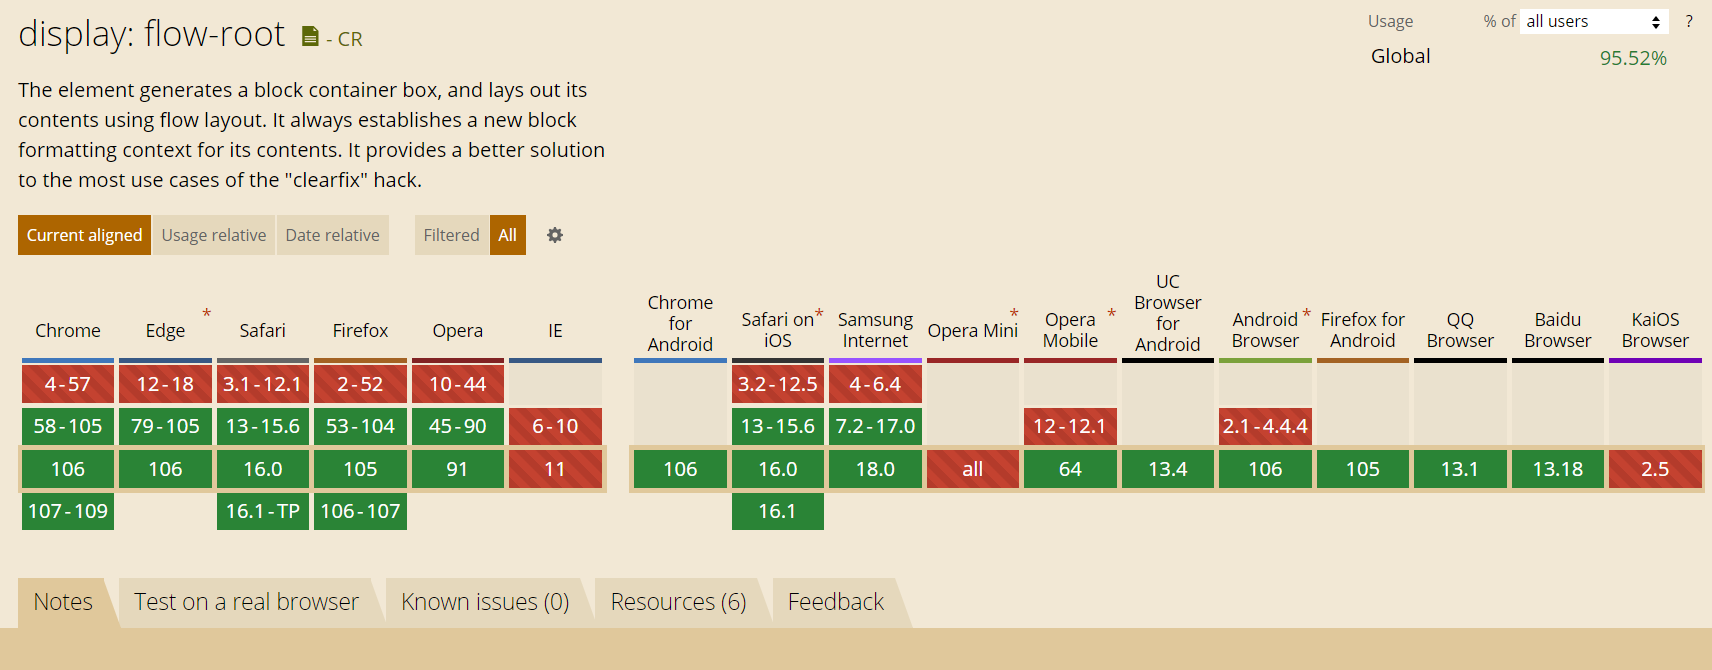 display: flow-root - CR
Usage % of all users ?
Global 95.52%
The element generates a block container box, and lays out its
contents using flow layout. It always establishes a new block
formatting context for its contents. It provides a better solution
to the most use cases of the "clearfix" hack.
Current aligned Usage relative Date relative Filtered All
Chrome
4-57
58-105
106
107-109
Edge *
12-18
79-105
106
Safari
3.1-12.1
13-15.6
16.0
16.1-TP
Firefox
2-52
53-104
105
106-107
Opera
10-44
45-90
91
IE
6-10
11
Chrome
for
Android
106
Safari on *
iOS
3.2-12.5
13-15.6
16.0
16.1
Samsung
Internet
4-6.4
7.2-17.0
18.0
Opera Mini *
all
Opera *
Mobile
12-12.1
64
UC
Browser
for
Android
13.4
Android *
Browser
2.1-4.4.4
106
Firefox for
Android
105
QQ
Browser
13.1
Baidu
Browser
13.18
KaiOS
Browser
2.5
Notes Test on a real browser Known issues (0) Resources (6) Feedback